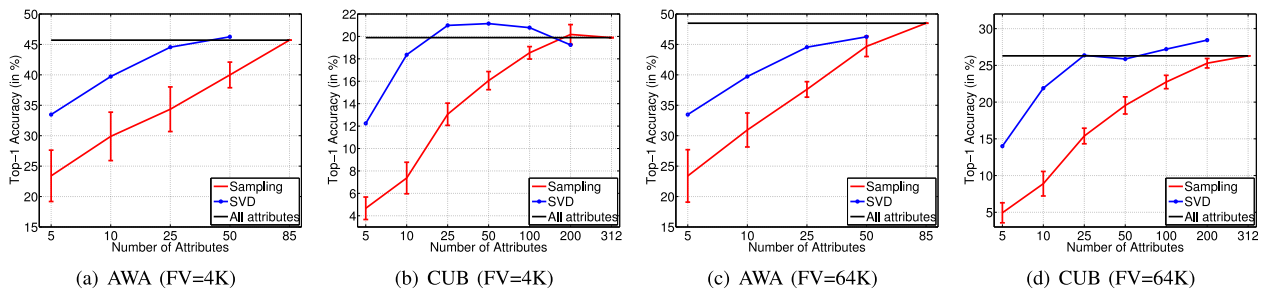 50
45
40
35
30
25
20
15
Top-1 Accuracy (in %)
5 10 25 50 85
Number of Attributes
Sampling
SVD
All attributes
(a) AWA (FV=4K)
22
20
18
16
14
12
10
8
6
4
Top-1 Accuracy (in %)
5 10 25 50 100 200 312
Number of Attributes
Sampling
SVD
All attributes
(b) CUB (FV=4K)
50
45
40
35
30
25
20
15
Top-1 Accuracy (in %)
5 10 25 50 85
Number of Attributes
Sampling
SVD
All attributes
(c) AWA (FV=64K)
30
25
20
15
10
5
Top-1 Accuracy (in %)
5 10 25 50 100 200 312
Number of Attributes
Sampling
SVD
All attributes
(d) CUB (FV=64K)